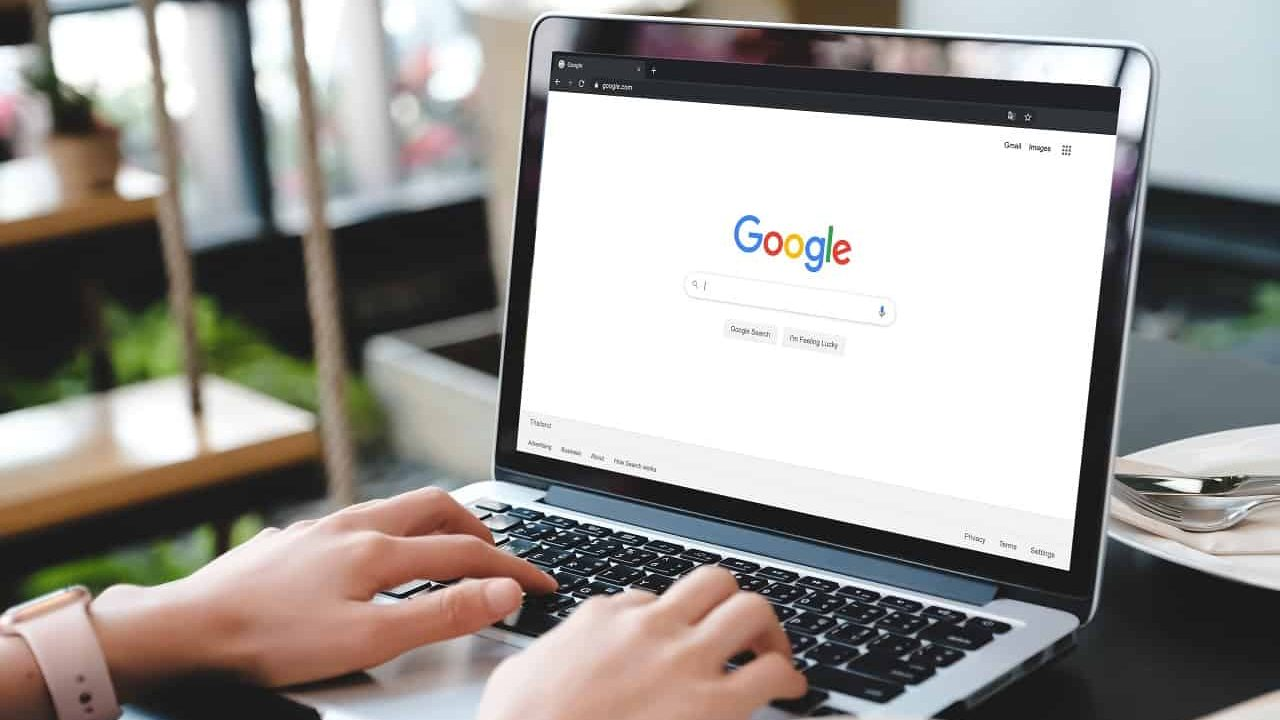 Google
google.com
Gmail Images
Google
Google Search I'm Feeling Lucky
Thailand
Advertising Business About How Search works
Privacy Terms Settings